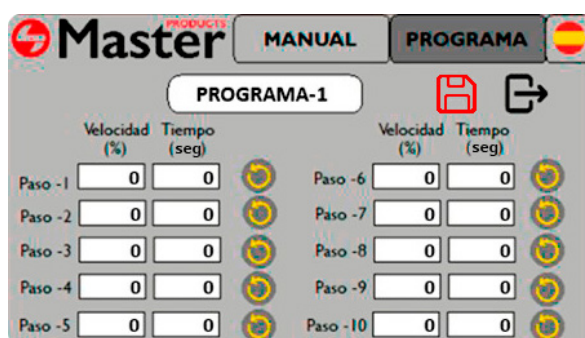 Master PRODUCTS MANUAL PROGRAMA
PROGRAMA-1
Velocidad (%) Tiempo (seg) Velocidad (%) Tiempo (seg)
Paso -1 0 0 Paso -6 0 0
Paso -2 0 0 Paso -7 0 0
Paso -3 0 0 Paso -8 0 0
Paso -4 0 0 Paso -9 0 0
Paso -5 0 0 Paso -10 0 0